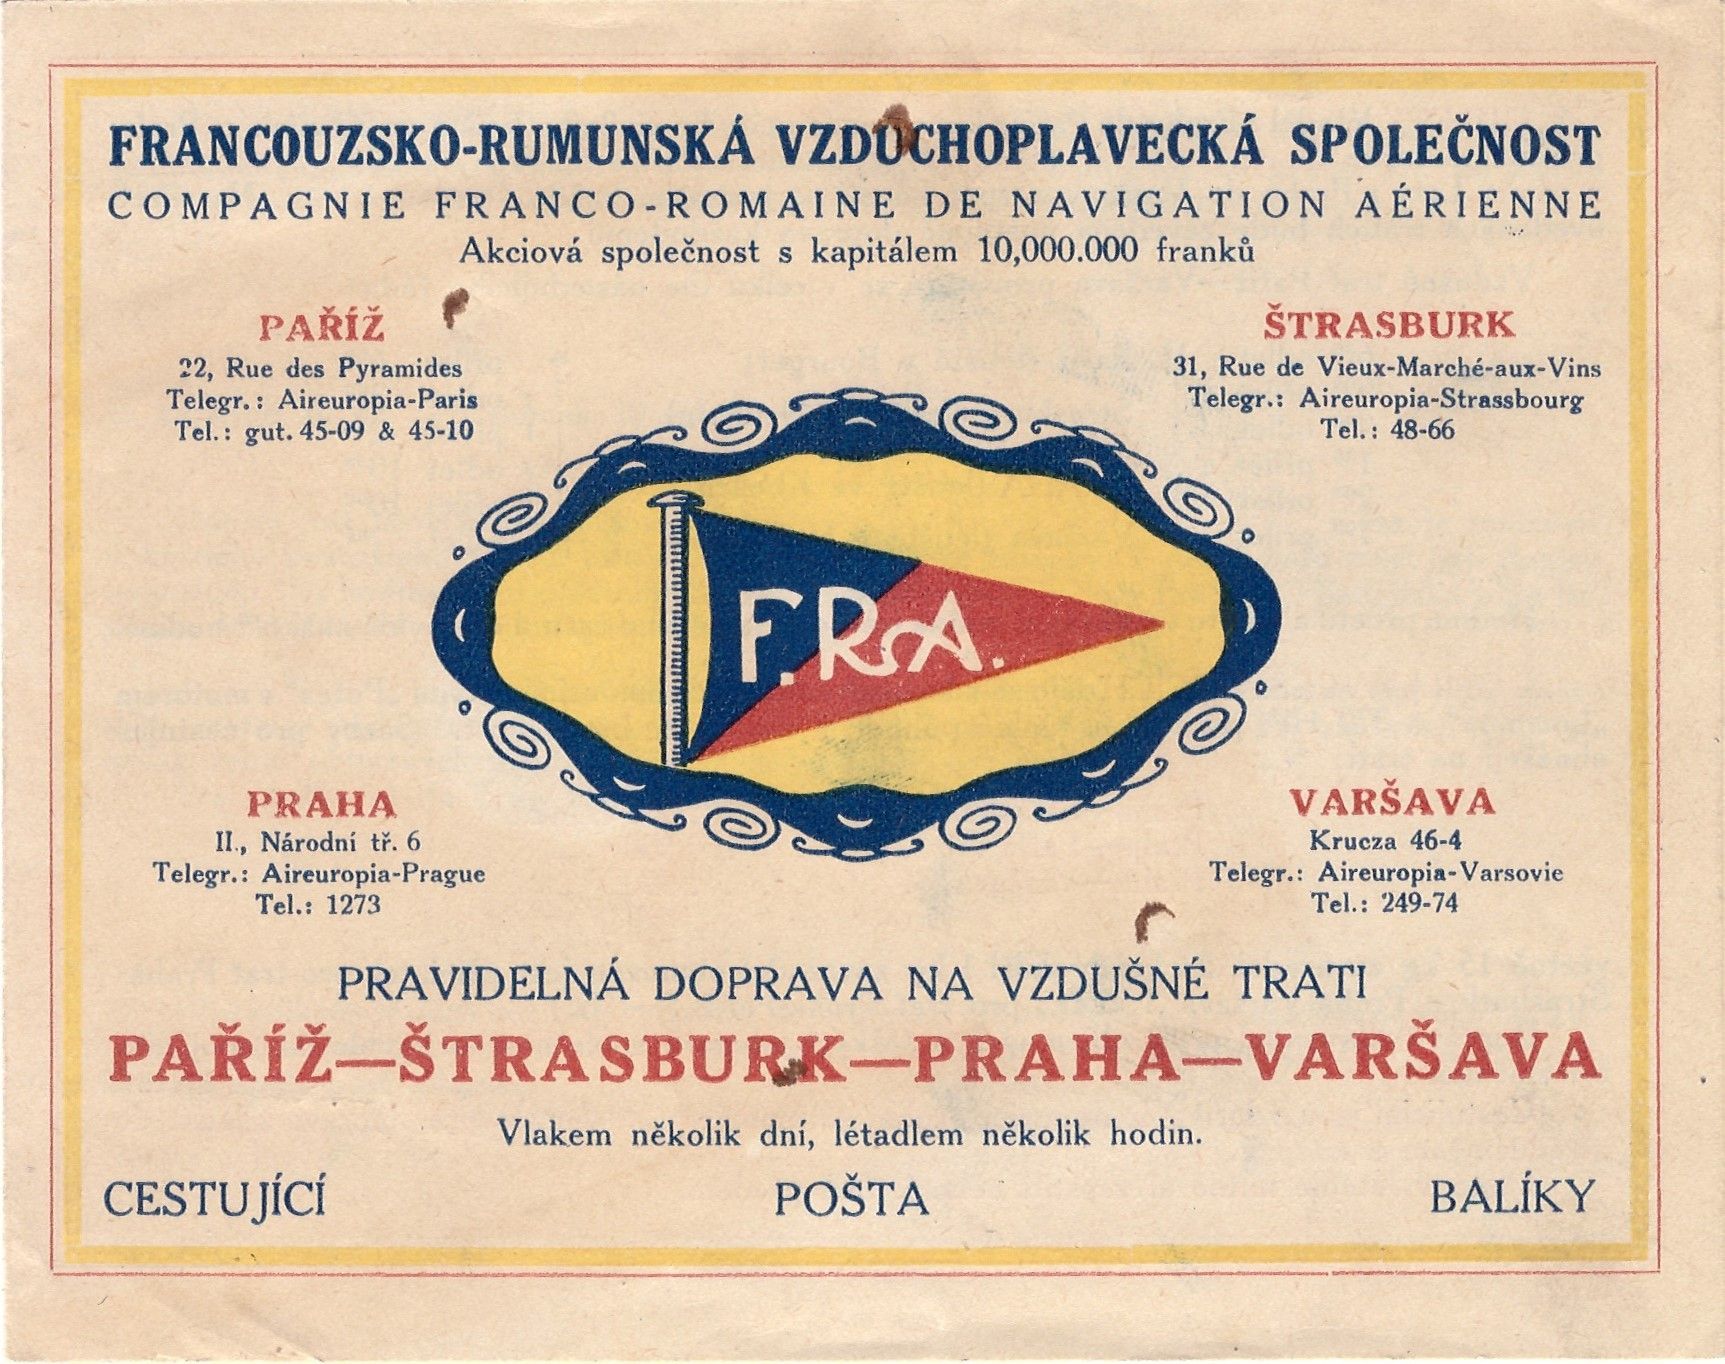 FRANCOUZSKO-RUMUNSKÁ VZDUCHOPLAVECKÁ SPOLEČNOST
COMPAGNIE FRANCO-ROMAINE DE NAVIGATION AÉRIENNE
Akciová společnost s kapitálem 10,000.000 franků
PAŘÍŽ
22, Rue des Pyramides
Telegr.: Aireuropia-Paris
Tel.: gut. 45-09 & 45-10
ŠTRASBURK
31, Rue de Vieux-Marché-aux-Vins
Telegr.: Aireuropia-Strassbourg
Tel.: 48-66
F.R.A.
PRAHA
II., Národní tř. 6
Telegr.: Aireuropia-Prague
Tel.: 1273
VARŠAVA
Krucza 46-4
Telegr.: Aireuropia-Varsovie
Tel.: 249-74
PRAVIDELNÁ DOPRAVA NA VZDUŠNÉ TRATI
PAŘÍŽ—ŠTRASBURK—PRAHA—VARŠAVA
Vlakem několik dní, létadlem několik hodin.
CESTUJÍCÍ POŠTA BALÍKY